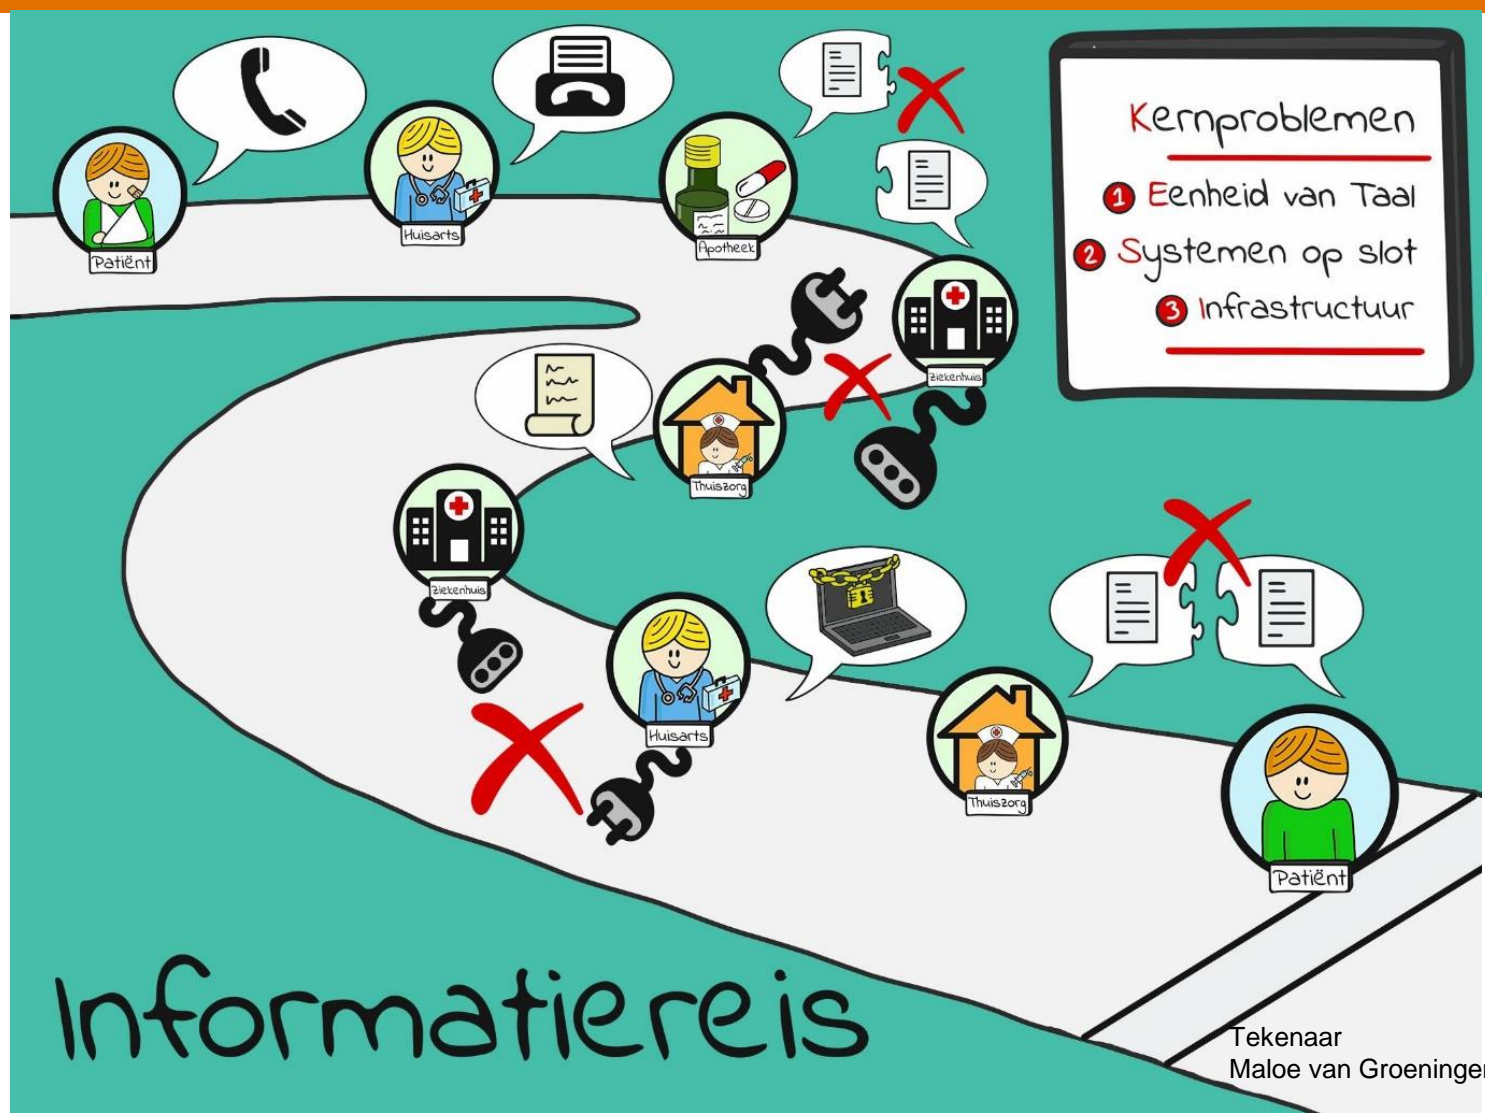 Kernproblemen
1 Eenheid van Taal
2 Systemen op slot
3 Infrastructuur
Patiënt
Huisarts
Apotheek
Ziekenhuis
Thuiszorg
Ziekenhuis
Huisarts
Thuiszorg
Patiënt
Informatiereis
Tekenaar
Maloe van Groeningen